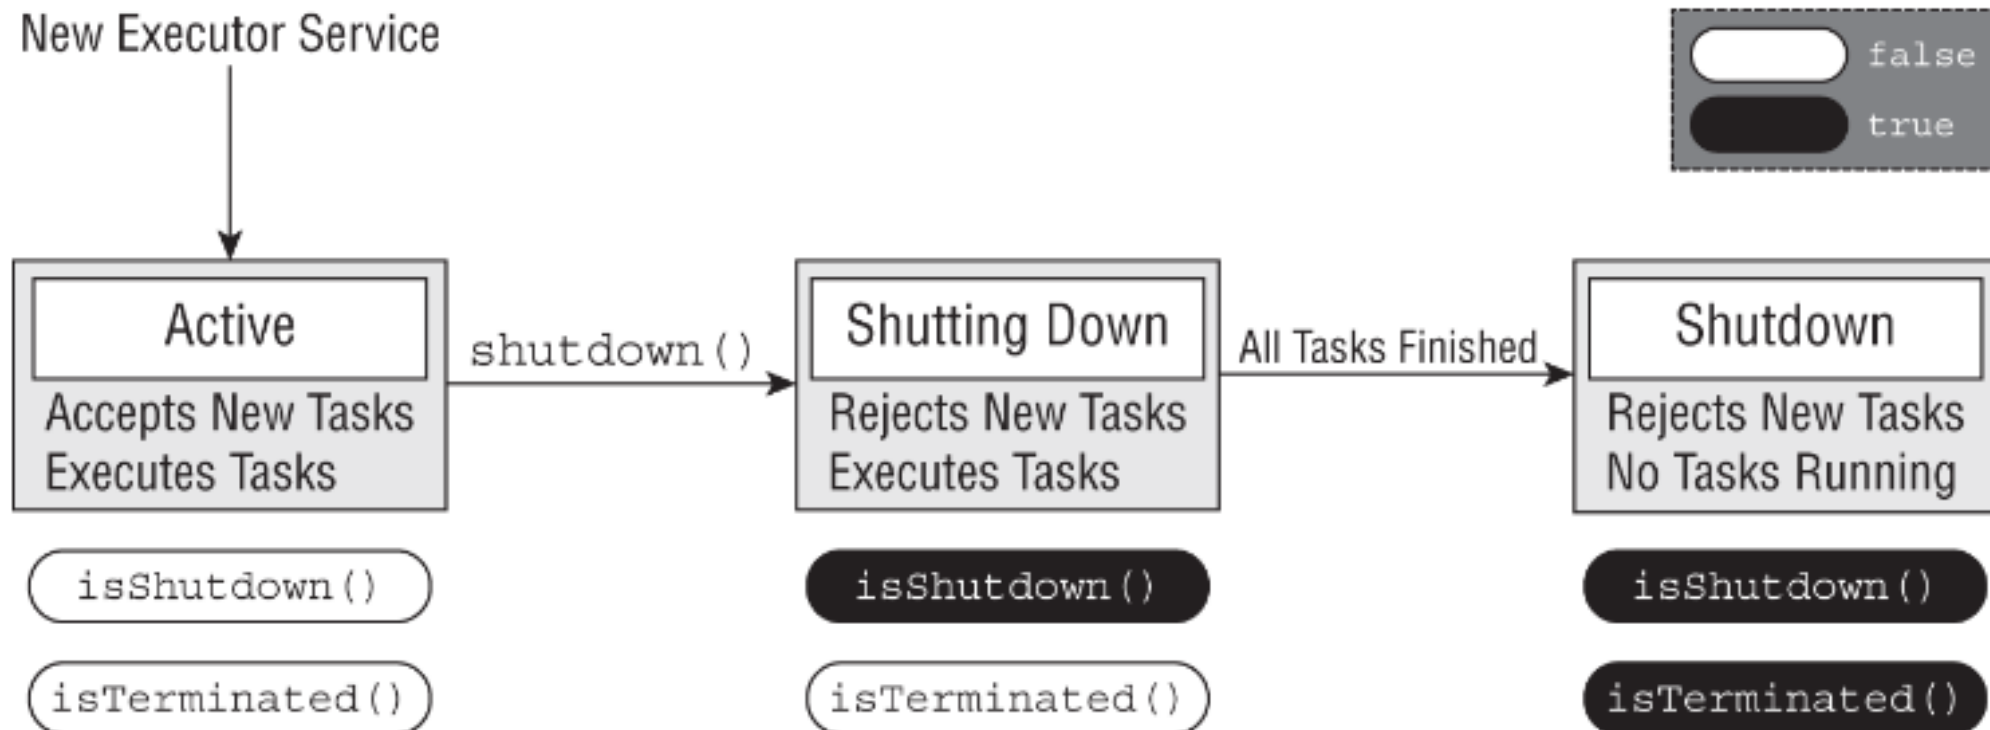 New Executor Service
false
true
Active
Accepts New Tasks
Executes Tasks
shutdown()
Shutting Down
Rejects New Tasks
Executes Tasks
All Tasks Finished
Shutdown
Rejects New Tasks
No Tasks Running
isShutdown()
isShutdown()
isShutdown()
isTerminated()
isTerminated()
isTerminated()